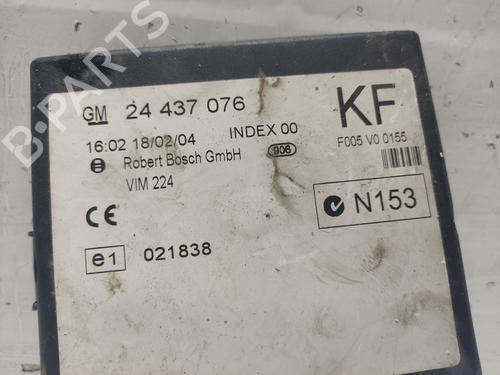 GM 24 437 076
KF
16:02 18/02/04 INDEX 00
F005 V0 0155
Robert Bosch GmbH 906
VIM 224
CE
N153
e1 021838
B-PARTS